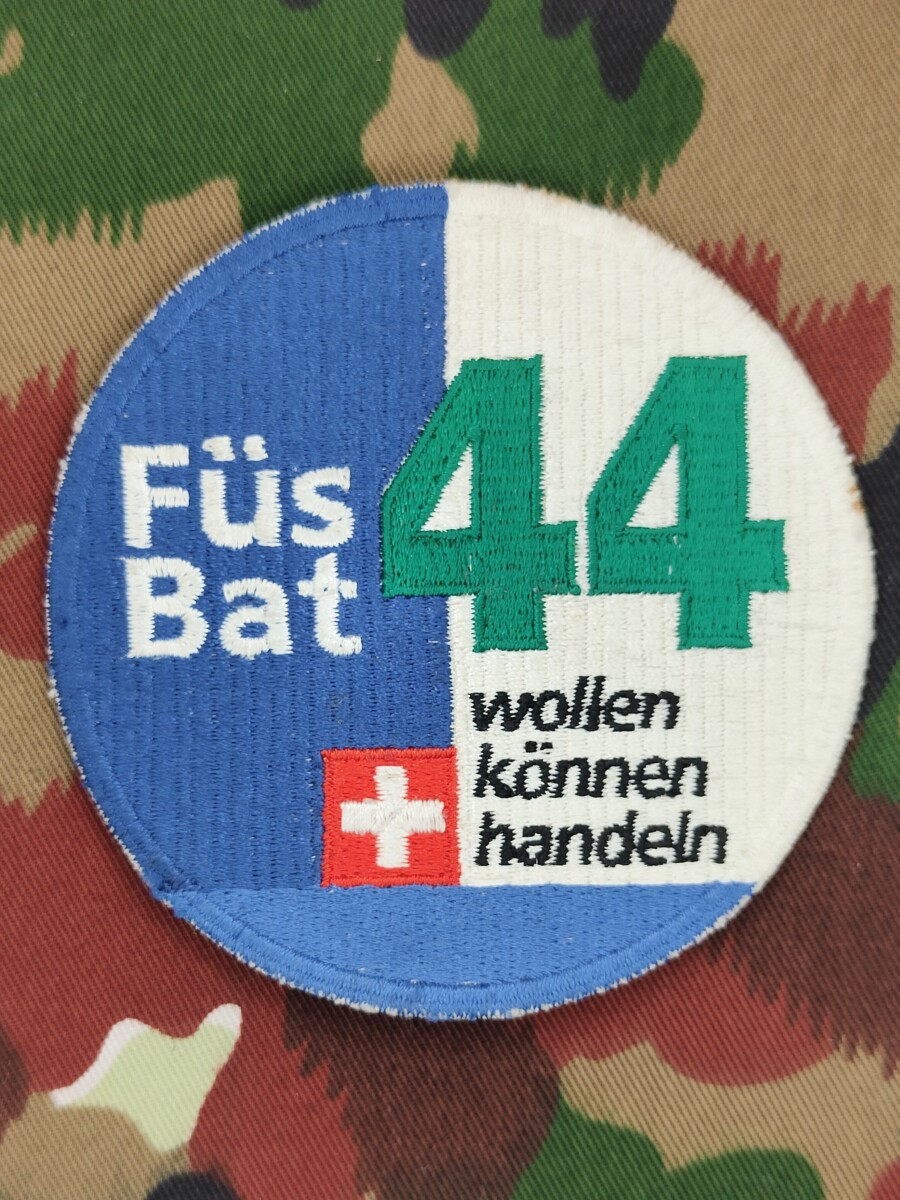 Füs
Bat
44
wollen
können
handeln